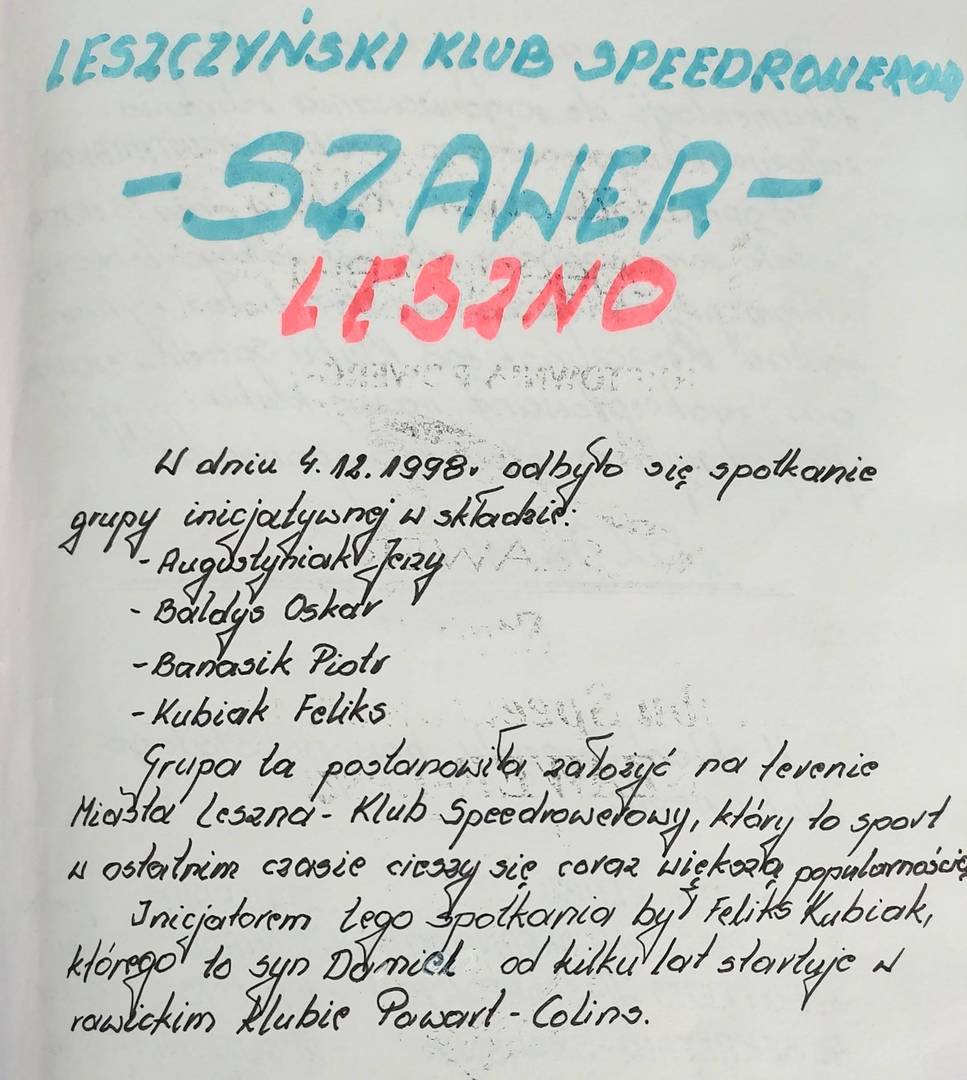 LESZCZYŃSKI KLUB SPEEDROWEROWY
-SZAWER-
LESZNO
W dniu 4.12.1998r. odbyło się spotkanie
grupy inicjatywnej w składzie:
- Augustyniak Jerzy
- Bałdys Oskar
- Banasik Piotr
- Kubiak Feliks
Grupa ta postanowiła założyć na terenie
Miasta Leszna - Klub Speedrowerowy, który to sport
w ostatnim czasie cieszy się coraz większą popularnością
Inicjatorem tego spotkania był Feliks Kubiak,
którego to syn Daniel od kilku lat startuje w
rawickim klubie Pawart - Colins.